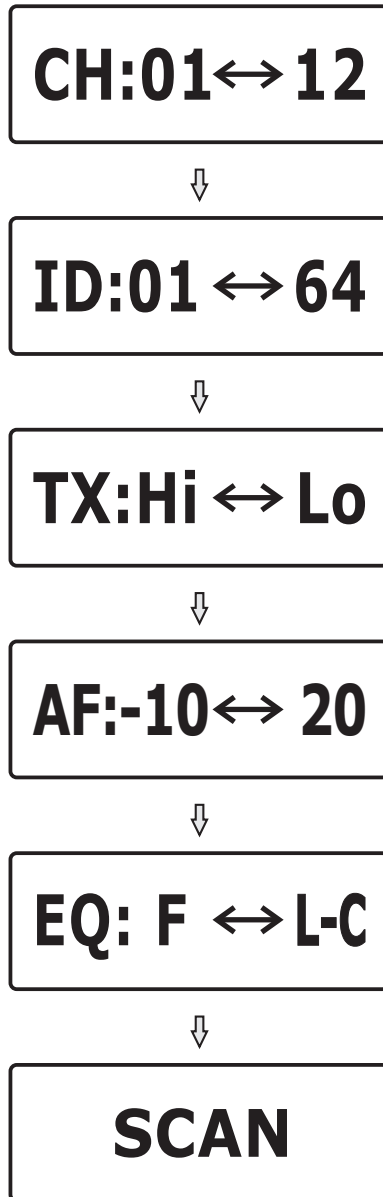 CH:01↔12
ID:01↔64
TX:Hi↔Lo
AF:-10↔20
EQ: F ↔ L-C
SCAN